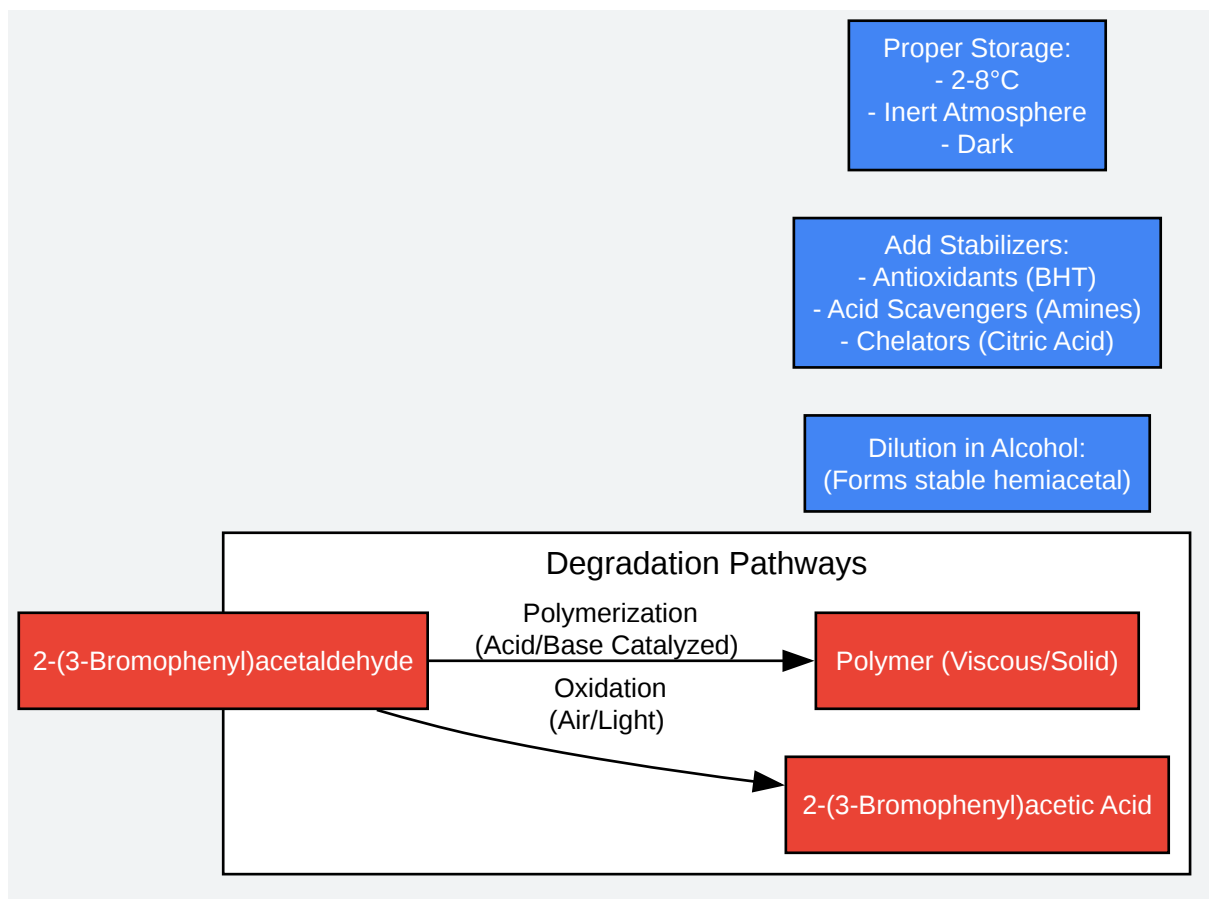 Proper Storage:
- 2-8°C
- Inert Atmosphere
- Dark
Add Stabilizers:
- Antioxidants (BHT)
- Acid Scavengers (Amines)
- Chelators (Citric Acid)
Dilution in Alcohol:
(Forms stable hemiacetal)
Degradation Pathways
Polymerization
(Acid/Base Catalyzed)
2-(3-Bromophenyl)acetaldehyde
Polymer (Viscous/Solid)
Oxidation
(Air/Light)
2-(3-Bromophenyl)acetic Acid